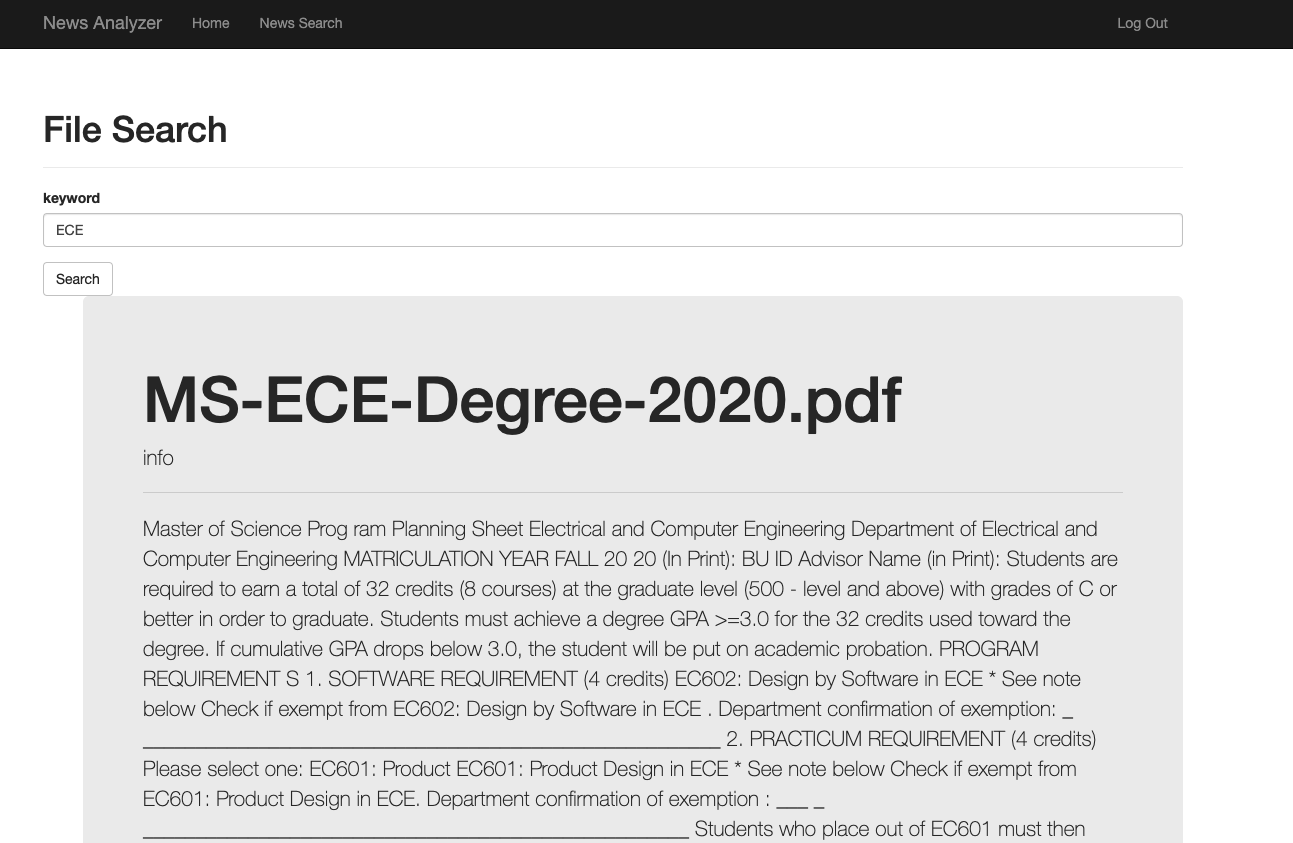 News Analyzer Home News Search Log Out
File Search
keyword
ECE
Search
MS-ECE-Degree-2020.pdf
info
Master of Science Prog ram Planning Sheet Electrical and Computer Engineering Department of Electrical and
Computer Engineering MATRICULATION YEAR FALL 20 20 (In Print): BU ID Advisor Name (in Print): Students are
required to earn a total of 32 credits (8 courses) at the graduate level (500 - level and above) with grades of C or
better in order to graduate. Students must achieve a degree GPA >=3.0 for the 32 credits used toward the
degree. If cumulative GPA drops below 3.0, the student will be put on academic probation. PROGRAM
REQUIREMENT S 1. SOFTWARE REQUIREMENT (4 credits) EC602: Design by Software in ECE * See note
below Check if exempt from EC602: Design by Software in ECE . Department confirmation of exemption: _
_______________________________________________________ 2. PRACTICUM REQUIREMENT (4 credits)
Please select one: EC601: Product EC601: Product Design in ECE * See note below Check if exempt from
EC601: Product Design in ECE. Department confirmation of exemption : ___ _
____________________________________________________ Students who place out of EC601 must then